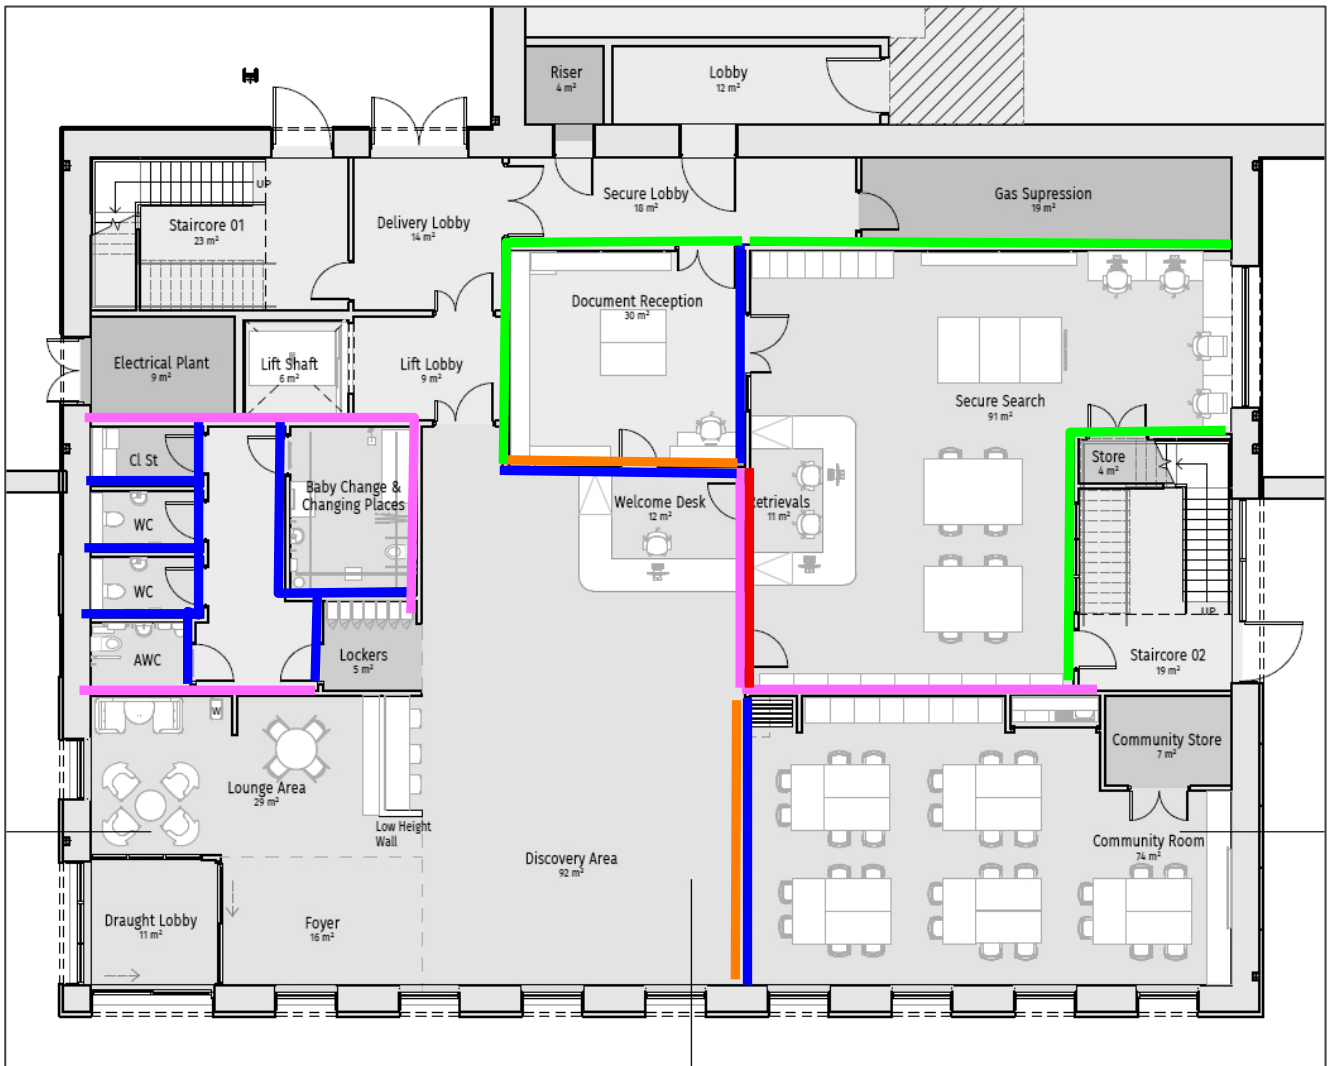 Riser
4 m²
Lobby
12 m²
UP
Staircore 01
23 m²
Delivery Lobby
14 m²
Secure Lobby
18 m²
Gas Supression
19 m²
Document Reception
30 m²
Electrical Plant
9 m²
Lift Shaft
6 m²
Lift Lobby
9 m²
Secure Search
91 m²
Cl St
Store
4 m²
Baby Change &
Changing Places
WC
Welcome Desk
12 m²
Retrievals
11 m²
WC
UP
AWC
Lockers
5 m²
Staircore 02
19 m²
W
Lounge Area
29 m²
Community Store
7 m²
Low Height
Wall
Discovery Area
92 m²
Community Room
74 m²
Draught Lobby
11 m²
Foyer
16 m²